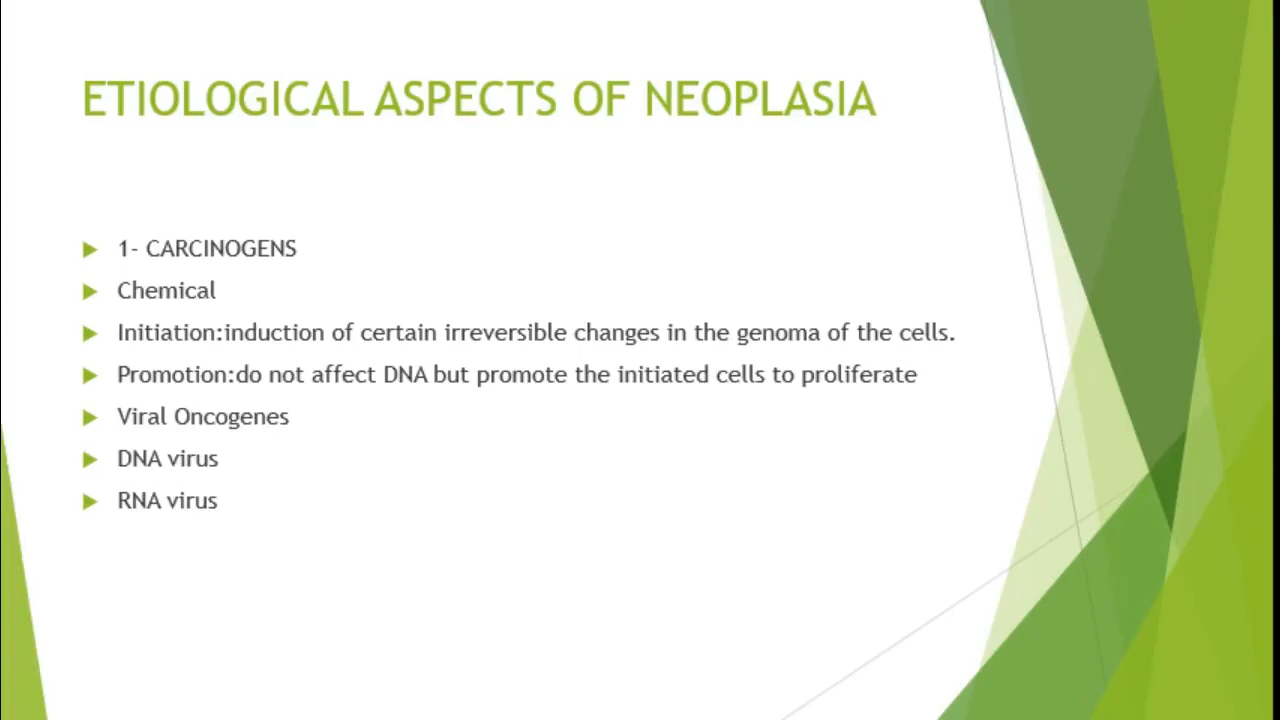 ETIOLOGICAL ASPECTS OF NEOPLASIA
1- CARCINOGENS
Chemical
Initiation:induction of certain irreversible changes in the genoma of the cells.
Promotion:do not affect DNA but promote the initiated cells to proliferate
Viral Oncogenes
DNA virus
RNA virus